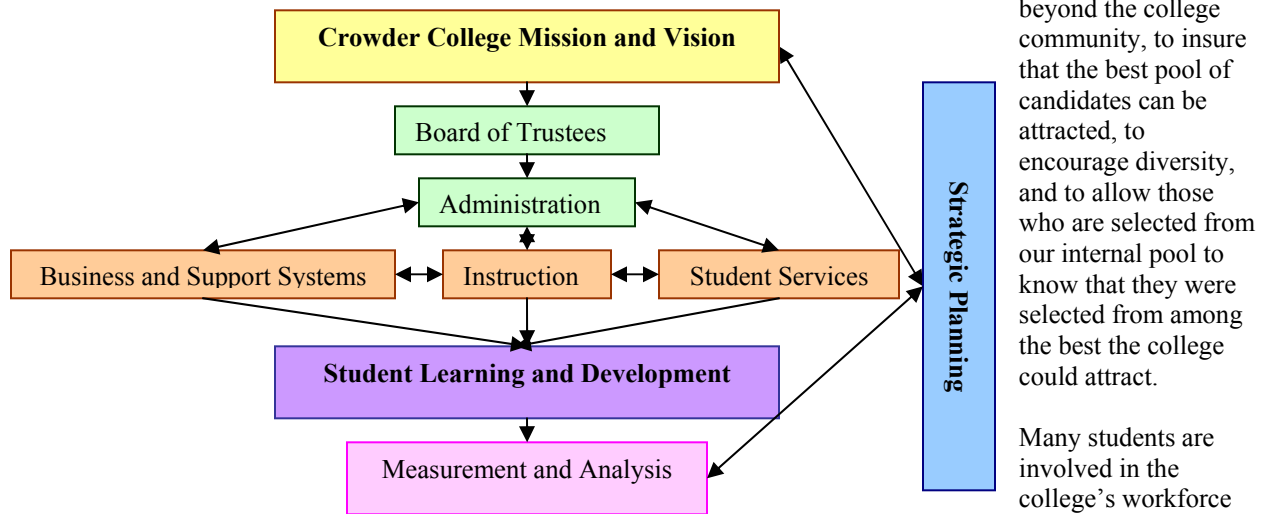 Crowder College Mission and Vision
Board of Trustees
Administration
Business and Support Systems
Instruction
Student Services
Student Learning and Development
Measurement and Analysis
Strategic Planning
beyond the college
community, to insure
that the best pool of
candidates can be
attracted, to
encourage diversity,
and to allow those
who are selected from
our internal pool to
know that they were
selected from among
the best the college
could attract.
Many students are
involved in the
college’s workforce